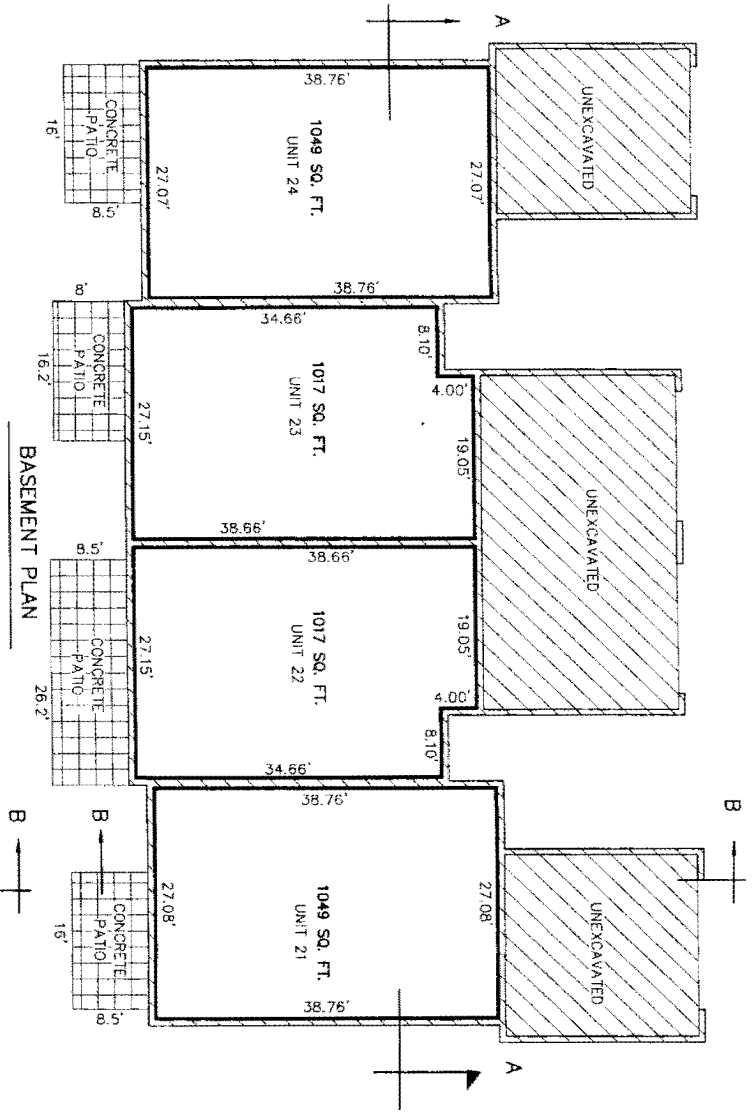 A
UNEXCAVATED
38.76'
CONCRETE
PATIO
16'
8.5'
27.07'
1049 SQ. FT.
UNIT 24
27.07'
38.76'
8'
CONCRETE
PATIO
16.2'
34.66'
8.10'
4.00'
27.15'
1017 SQ. FT.
UNIT 23
19.05'
UNEXCAVATED
38.66'
BASEMENT PLAN
8.5'
CONCRETE
PATIO
26.2'
38.66'
27.15'
1017 SQ. FT.
UNIT 22
19.05'
4.00'
8.10'
34.66'
B
B
B
38.76'
CONCRETE
PATIO
16'
8.5'
27.08'
1049 SQ. FT.
UNIT 21
27.08'
UNEXCAVATED
38.76'
A